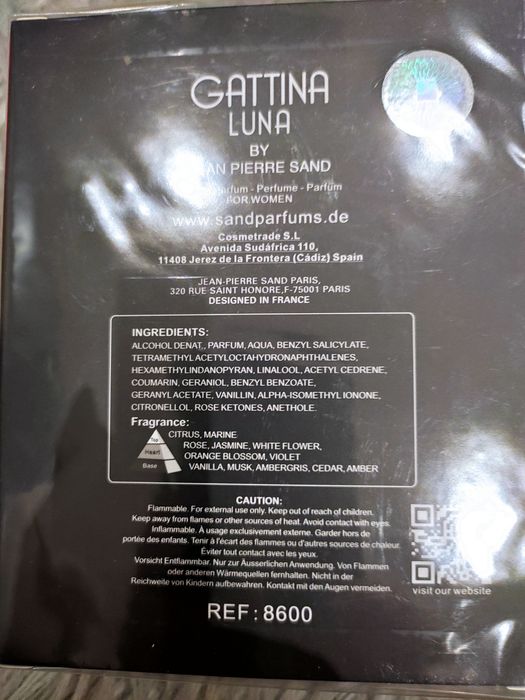 GATTINA
LUNA
BY
PIERRE SAND
Perfume - Parfüm
FOR WOMEN
www.sandparfums.de
Cosmetrade S.L
Avenida Sudáfrica 110,
11408 Jerez de la Frontera (Cádiz) Spain
JEAN-PIERRE SAND PARIS,
320 RUE SAINT HONORE,F-75001 PARIS
DESIGNED IN FRANCE
INGREDIENTS:
ALCOHOL DENAT., PARFUM, AQUA, BENZYL SALICYLATE,
TETRAMETHYL ACETYLOCTAHYDRONAPHTHALENES,
HEXAMETHYLINDANOPYRAN, LINALOOL, ACETYL CEDRENE,
COUMARIN, GERANIOL, BENZYL BENZOATE,
GERANYL ACETATE, VANILLIN, ALPHA-ISOMETHYL IONONE,
CITRONELLOL, ROSE KETONES, ANETHOLE.
Fragrance:
Top CITRUS, MARINE
Heart ROSE, JASMINE, WHITE FLOWER,
ORANGE BLOSSOM, VIOLET
Base VANILLA, MUSK, AMBERGRIS, CEDAR, AMBER
CAUTION:
Flammable. For external use only. Keep out of reach of children.
Keep away from flames or other sources of heat. Avoid contact with eyes.
Inflammable. À usage exclusivement externe. Garder hors de
portée des enfants. Tenir à l'écart des flammes ou d'autres sources de chaleur.
Éviter tout contact avec les yeux.
Vorsicht Entflammbar. Nur zur Äusserlichen Anwendung. Von Flammen
oder anderen Wärmequellen fernhalten. Nicht in der
Reichweite von Kindern aufbewahren. Kontakt mit den Augen vermeiden.
visit our website
REF : 8600